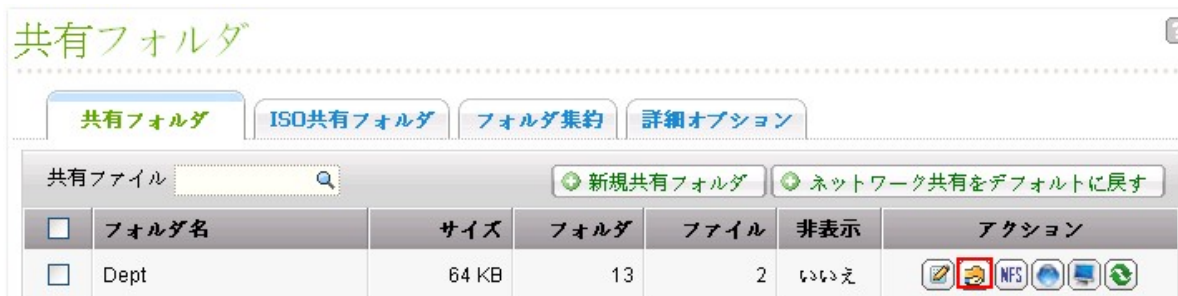 共有フォルダ
共有フォルダ ISO共有フォルダ フォルダ集約 詳細オプション
共有ファイル 新規共有フォルダ ネットワーク共有をデフォルトに戻す
フォルダ名 サイズ フォルダ ファイル 非表示 アクション
Dept 64 KB 13 2 いいえ NFS